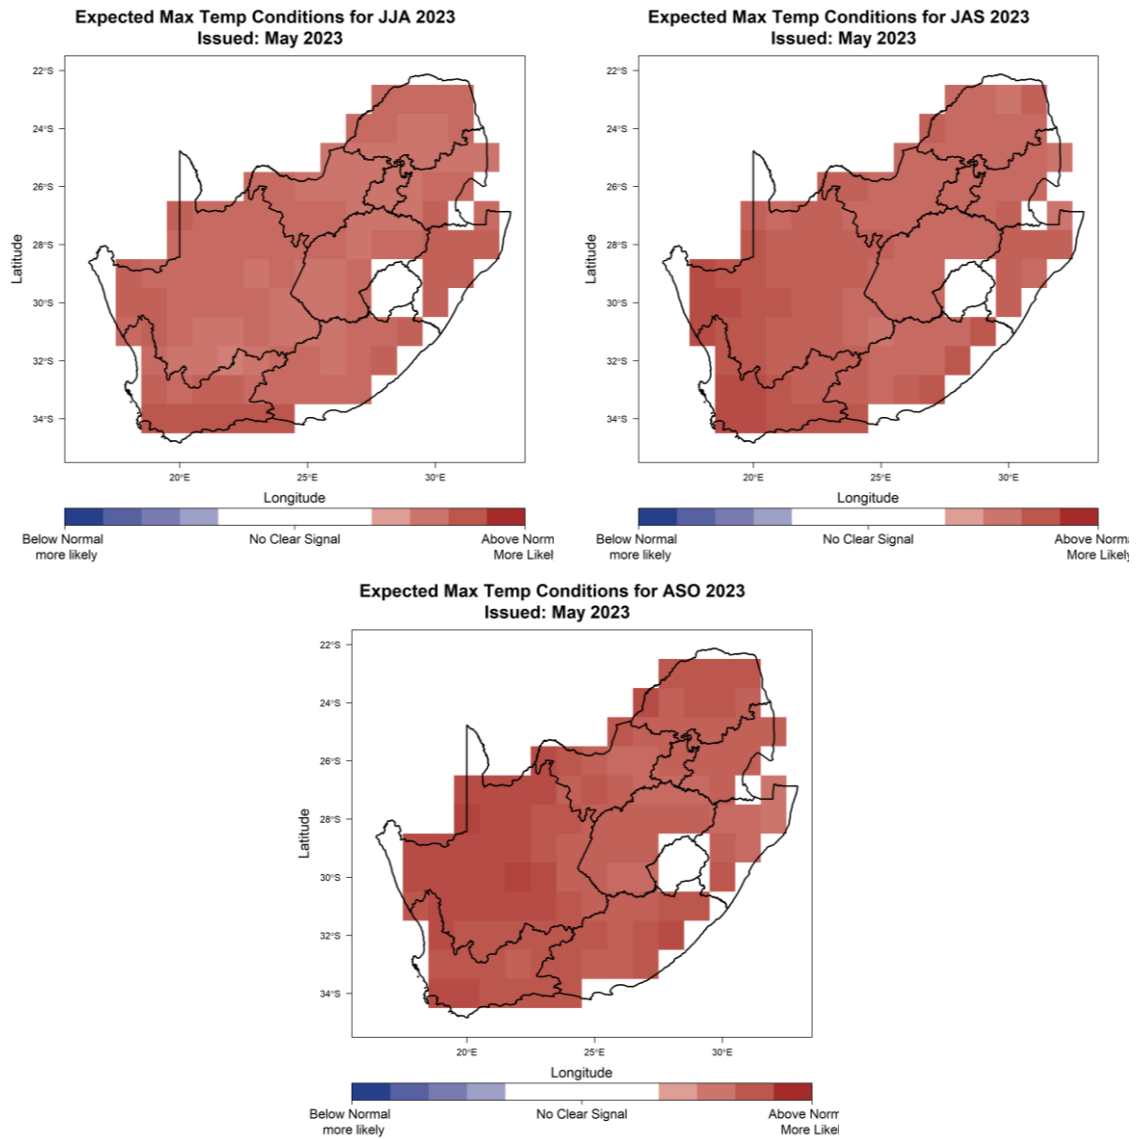 Expected Max Temp Conditions for JJA 2023
Issued: May 2023
22°S
24°S
26°S
28°S
30°S
32°S
34°S
Latitude
20°E
25°E
30°E
Longitude
Below Normal
more likely
No Clear Signal
Above Norm
More Likel
Expected Max Temp Conditions for JAS 2023
Issued: May 2023
22°S
24°S
26°S
28°S
30°S
32°S
34°S
Latitude
20°E
25°E
30°E
Longitude
Below Normal
more likely
No Clear Signal
Above Norma
More Likely
Expected Max Temp Conditions for ASO 2023
Issued: May 2023
22°S
24°S
26°S
28°S
30°S
32°S
34°S
Latitude
20°E
25°E
30°E
Longitude
Below Normal
more likely
No Clear Signal
Above Norm
More Likel